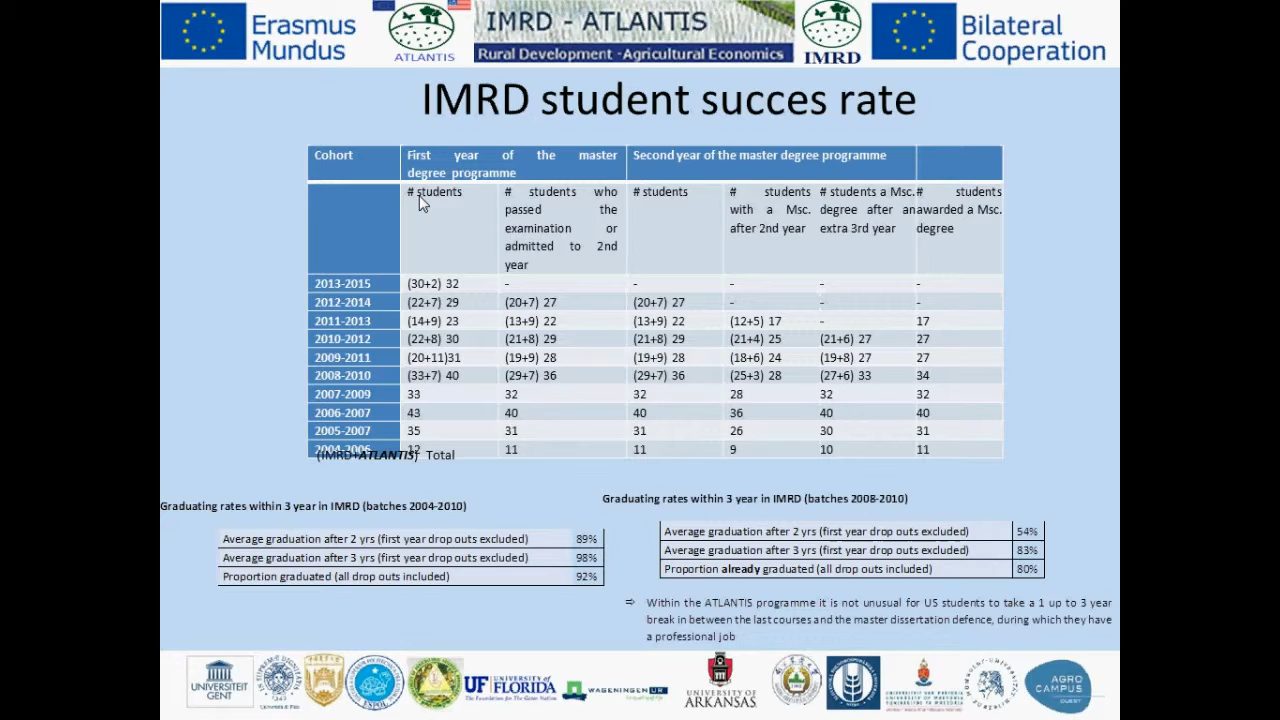 Erasmus
Mundus
ATLANTIS
IMRD - ATLANTIS
Rural Development -Agricultural Economics
IMRD
Bilateral
Cooperation
IMRD student succes rate
Cohort First year of the master degree programme Second year of the master degree programme
# students # students who passed the examination or admitted to 2nd year # students # students with a Msc. after 2nd year # students a Msc. degree after an extra 3rd year # students awarded a Msc. degree
2013-2015 (30+2) 32 - - - - -
2012-2014 (22+7) 29 (20+7) 27 (20+7) 27 - - -
2011-2013 (14+9) 23 (13+9) 22 (13+9) 22 (12+5) 17 - 17
2010-2012 (22+8) 30 (21+8) 29 (21+8) 29 (21+4) 25 (21+6) 27 27
2009-2011 (20+11)31 (19+9) 28 (19+9) 28 (18+6) 24 (19+8) 27 27
2008-2010 (33+7) 40 (29+7) 36 (29+7) 36 (25+3) 28 (27+6) 33 34
2007-2009 33 32 32 28 32 32
2006-2007 43 40 40 36 40 40
2005-2007 35 31 31 26 30 31
2004-2006 12 11 11 9 10 11
(IMRD+ATLANTIS) Total
Graduating rates within 3 year in IMRD (batches 2004-2010)
Average graduation after 2 yrs (first year drop outs excluded) 89%
Average graduation after 3 yrs (first year drop outs excluded) 98%
Proportion graduated (all drop outs included) 92%
Graduating rates within 3 year in IMRD (batches 2008-2010)
Average graduation after 2 yrs (first year drop outs excluded) 54%
Average graduation after 3 yrs (first year drop outs excluded) 83%
Proportion already graduated (all drop outs included) 80%
⇨ Within the ATLANTIS programme it is not unusual for US students to take a 1 up to 3 year
break in between the last courses and the master dissertation defence, during which they have
a professional job
UNIVERSITEIT
GENT
ESPOL
UF UNIVERSITY of
FLORIDA
WAGENINGEN UR
UNIVERSITY OF
ARKANSAS
AGRO
CAMPUS
OUEST